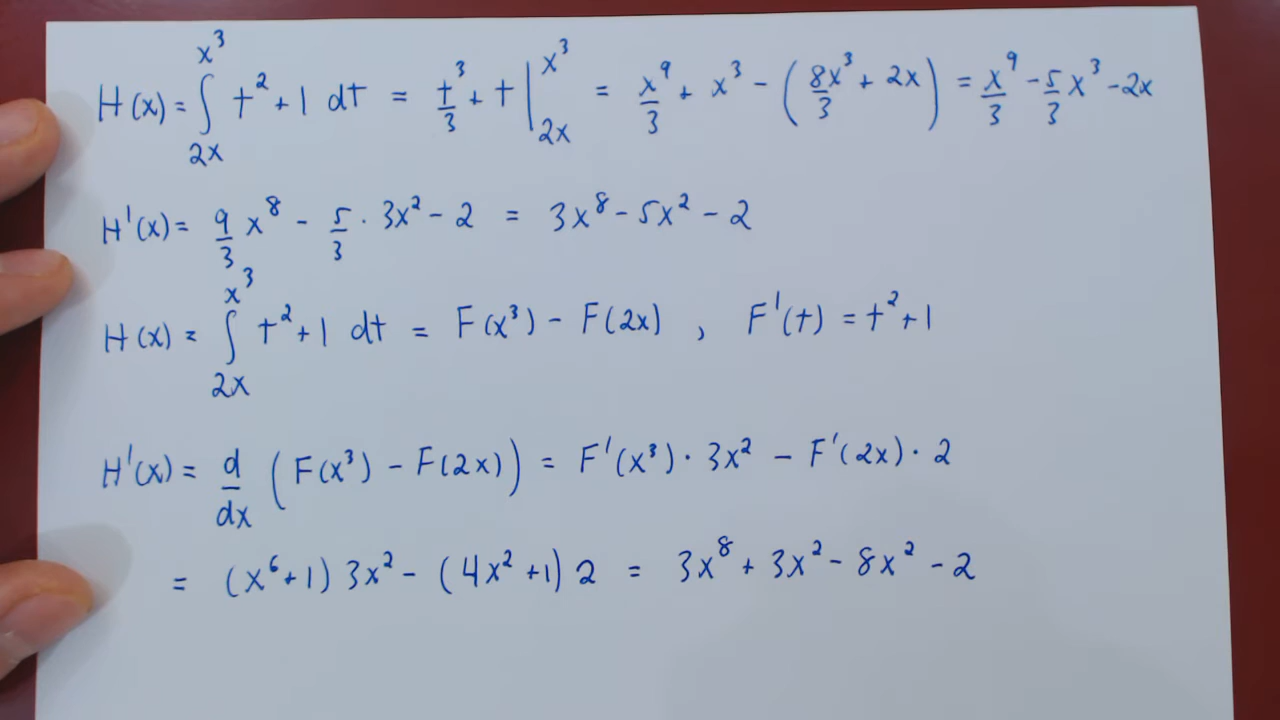 H(x) = ∫_{2x}^{x³} t² + 1 dt = t³/3 + t |_{2x}^{x³} = x⁹/3 + x³ - (8x³/3 + 2x) = x⁹/3 - 5/3 x³ - 2x
H'(x) = 9/3 x⁸ - 5/3 · 3x² - 2 = 3x⁸ - 5x² - 2
H(x) = ∫_{2x}^{x³} t² + 1 dt = F(x³) - F(2x) , F'(t) = t² + 1
H'(x) = d/dx (F(x³) - F(2x)) = F'(x³) · 3x² - F'(2x) · 2
= (x⁶ + 1) 3x² - (4x² + 1) 2 = 3x⁸ + 3x² - 8x² - 2